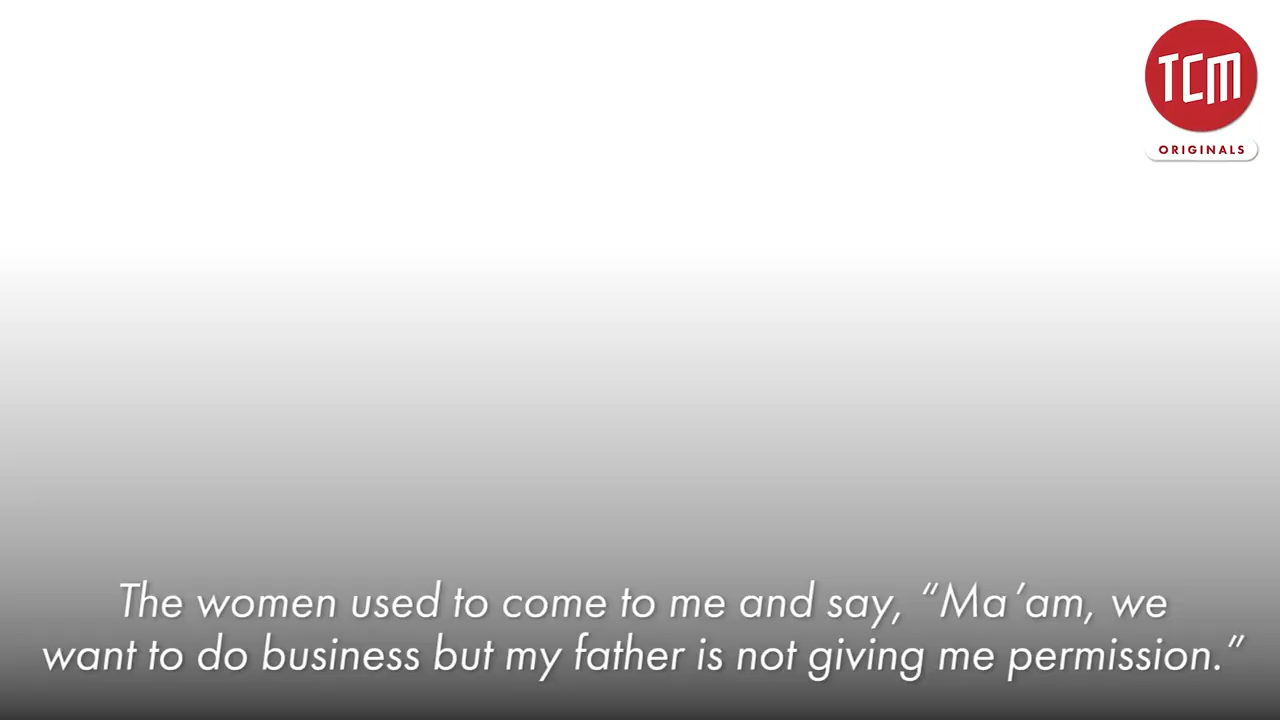 TCM
ORIGINALS
The women used to come to me and say, “Ma’am, we
want to do business but my father is not giving me permission.”